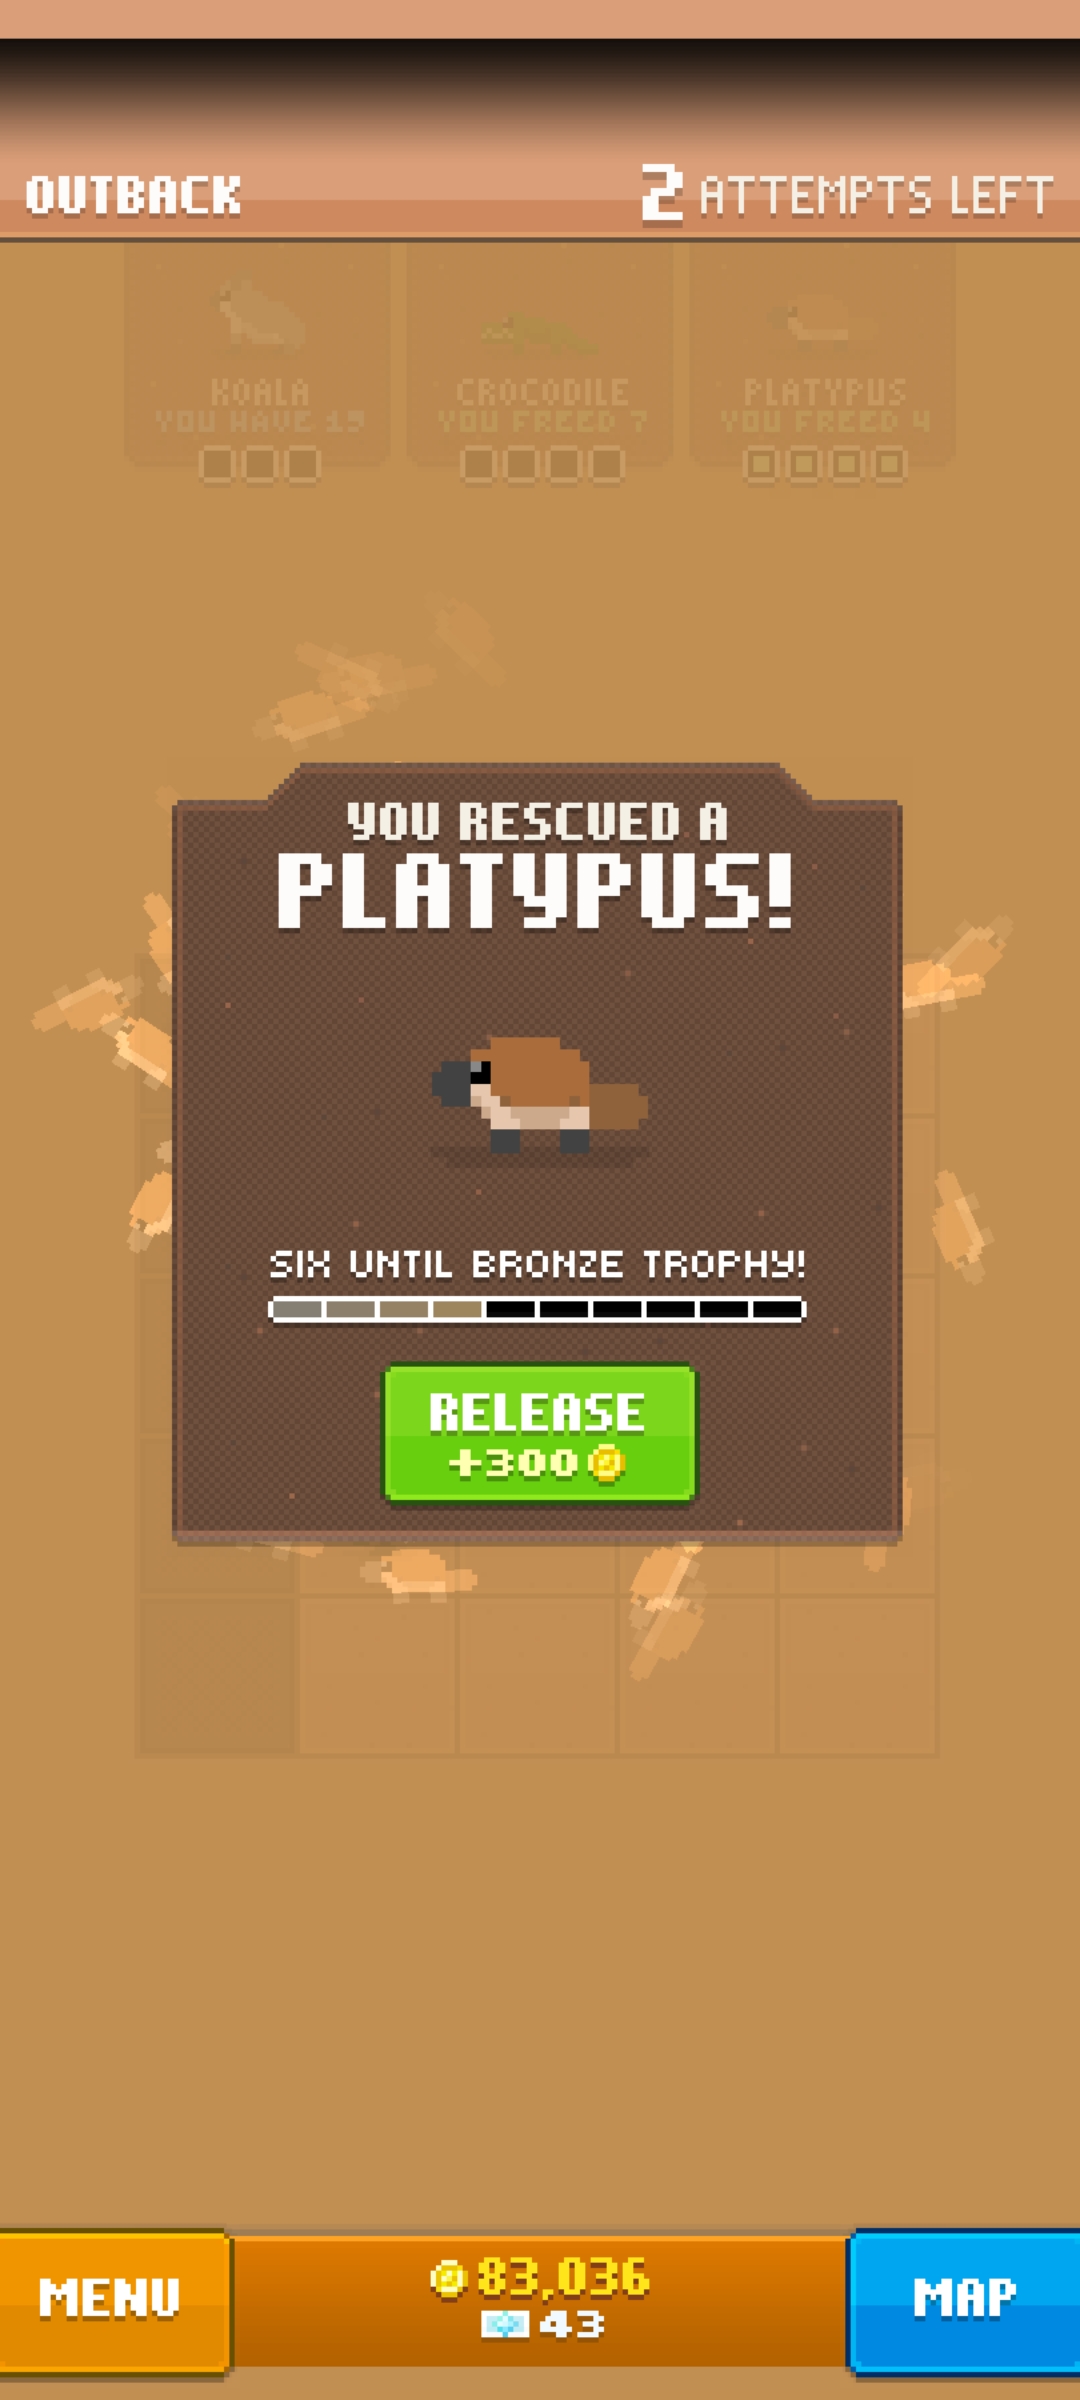 OUTBACK
2 ATTEMPTS LEFT
KOALA
CROCODILE
PLATYPUS
YOU HAVE 19
YOU FREED 7
YOU FREED 4
YOU RESCUED A
PLATYPUS!
SIX UNTIL BRONZE TROPHY!
RELEASE
+300
MENU
83,036
43
MAP